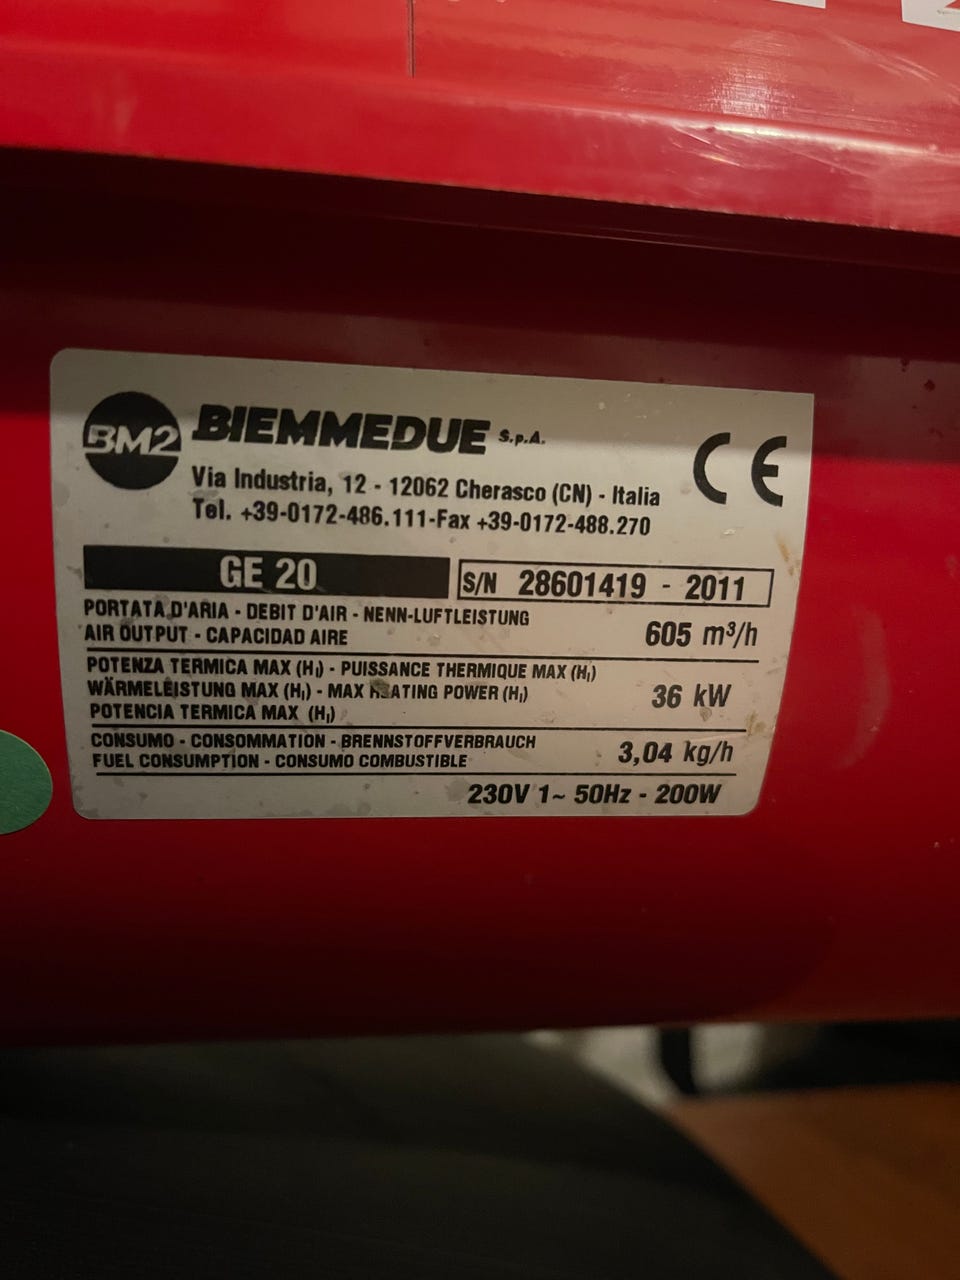 BM2 BIEMMEDUE S.p.A. CE
Via Industria, 12 - 12062 Cherasco (CN) - Italia
Tel. +39-0172-486.111-Fax +39-0172-488.270
GE 20 S/N 28601419 - 2011
PORTATA D'ARIA - DEBIT D'AIR - NENN-LUFTLEISTUNG
AIR OUTPUT - CAPACIDAD AIRE 605 m³/h
POTENZA TERMICA MAX (Hᵢ) - PUISSANCE THERMIQUE MAX (Hᵢ)
WÄRMELEISTUNG MAX (Hᵢ) - MAX HEATING POWER (Hᵢ) 36 kW
POTENCIA TERMICA MAX (Hᵢ)
CONSUMO - CONSOMMATION - BRENNSTOFFVERBRAUCH
FUEL CONSUMPTION - CONSUMO COMBUSTIBLE 3,04 kg/h
230V 1~ 50Hz - 200W